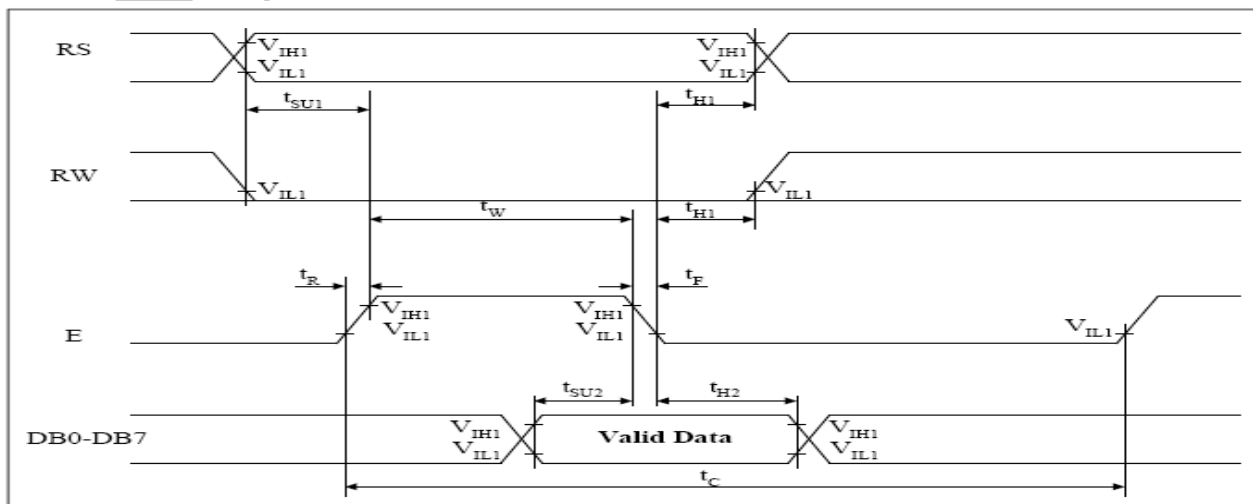 RS
V_IH1
V_IL1
V_IH1
V_IL1
t_SU1
t_H1
RW
V_IL1
V_IL1
t_W
t_H1
t_R
t_F
E
V_IH1
V_IL1
V_IH1
V_IL1
V_IL1
t_SU2
t_H2
DB0-DB7
V_IH1
V_IL1
Valid Data
V_IH1
V_IL1
t_C